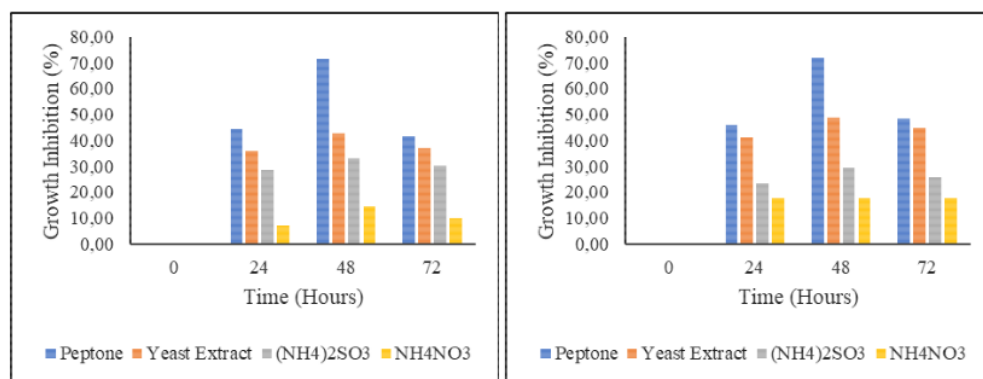 80,00
70,00
60,00
50,00
40,00
30,00
20,00
10,00
0,00
Growth Inhibition (%)
0 24 48 72
Time (Hours)
Peptone Yeast Extract (NH4)2SO3 NH4NO3
80,00
70,00
60,00
50,00
40,00
30,00
20,00
10,00
0,00
Growth Inhibition (%)
0 24 48 72
Time (Hours)
Peptone Yeast Extract (NH4)2SO3 NH4NO3